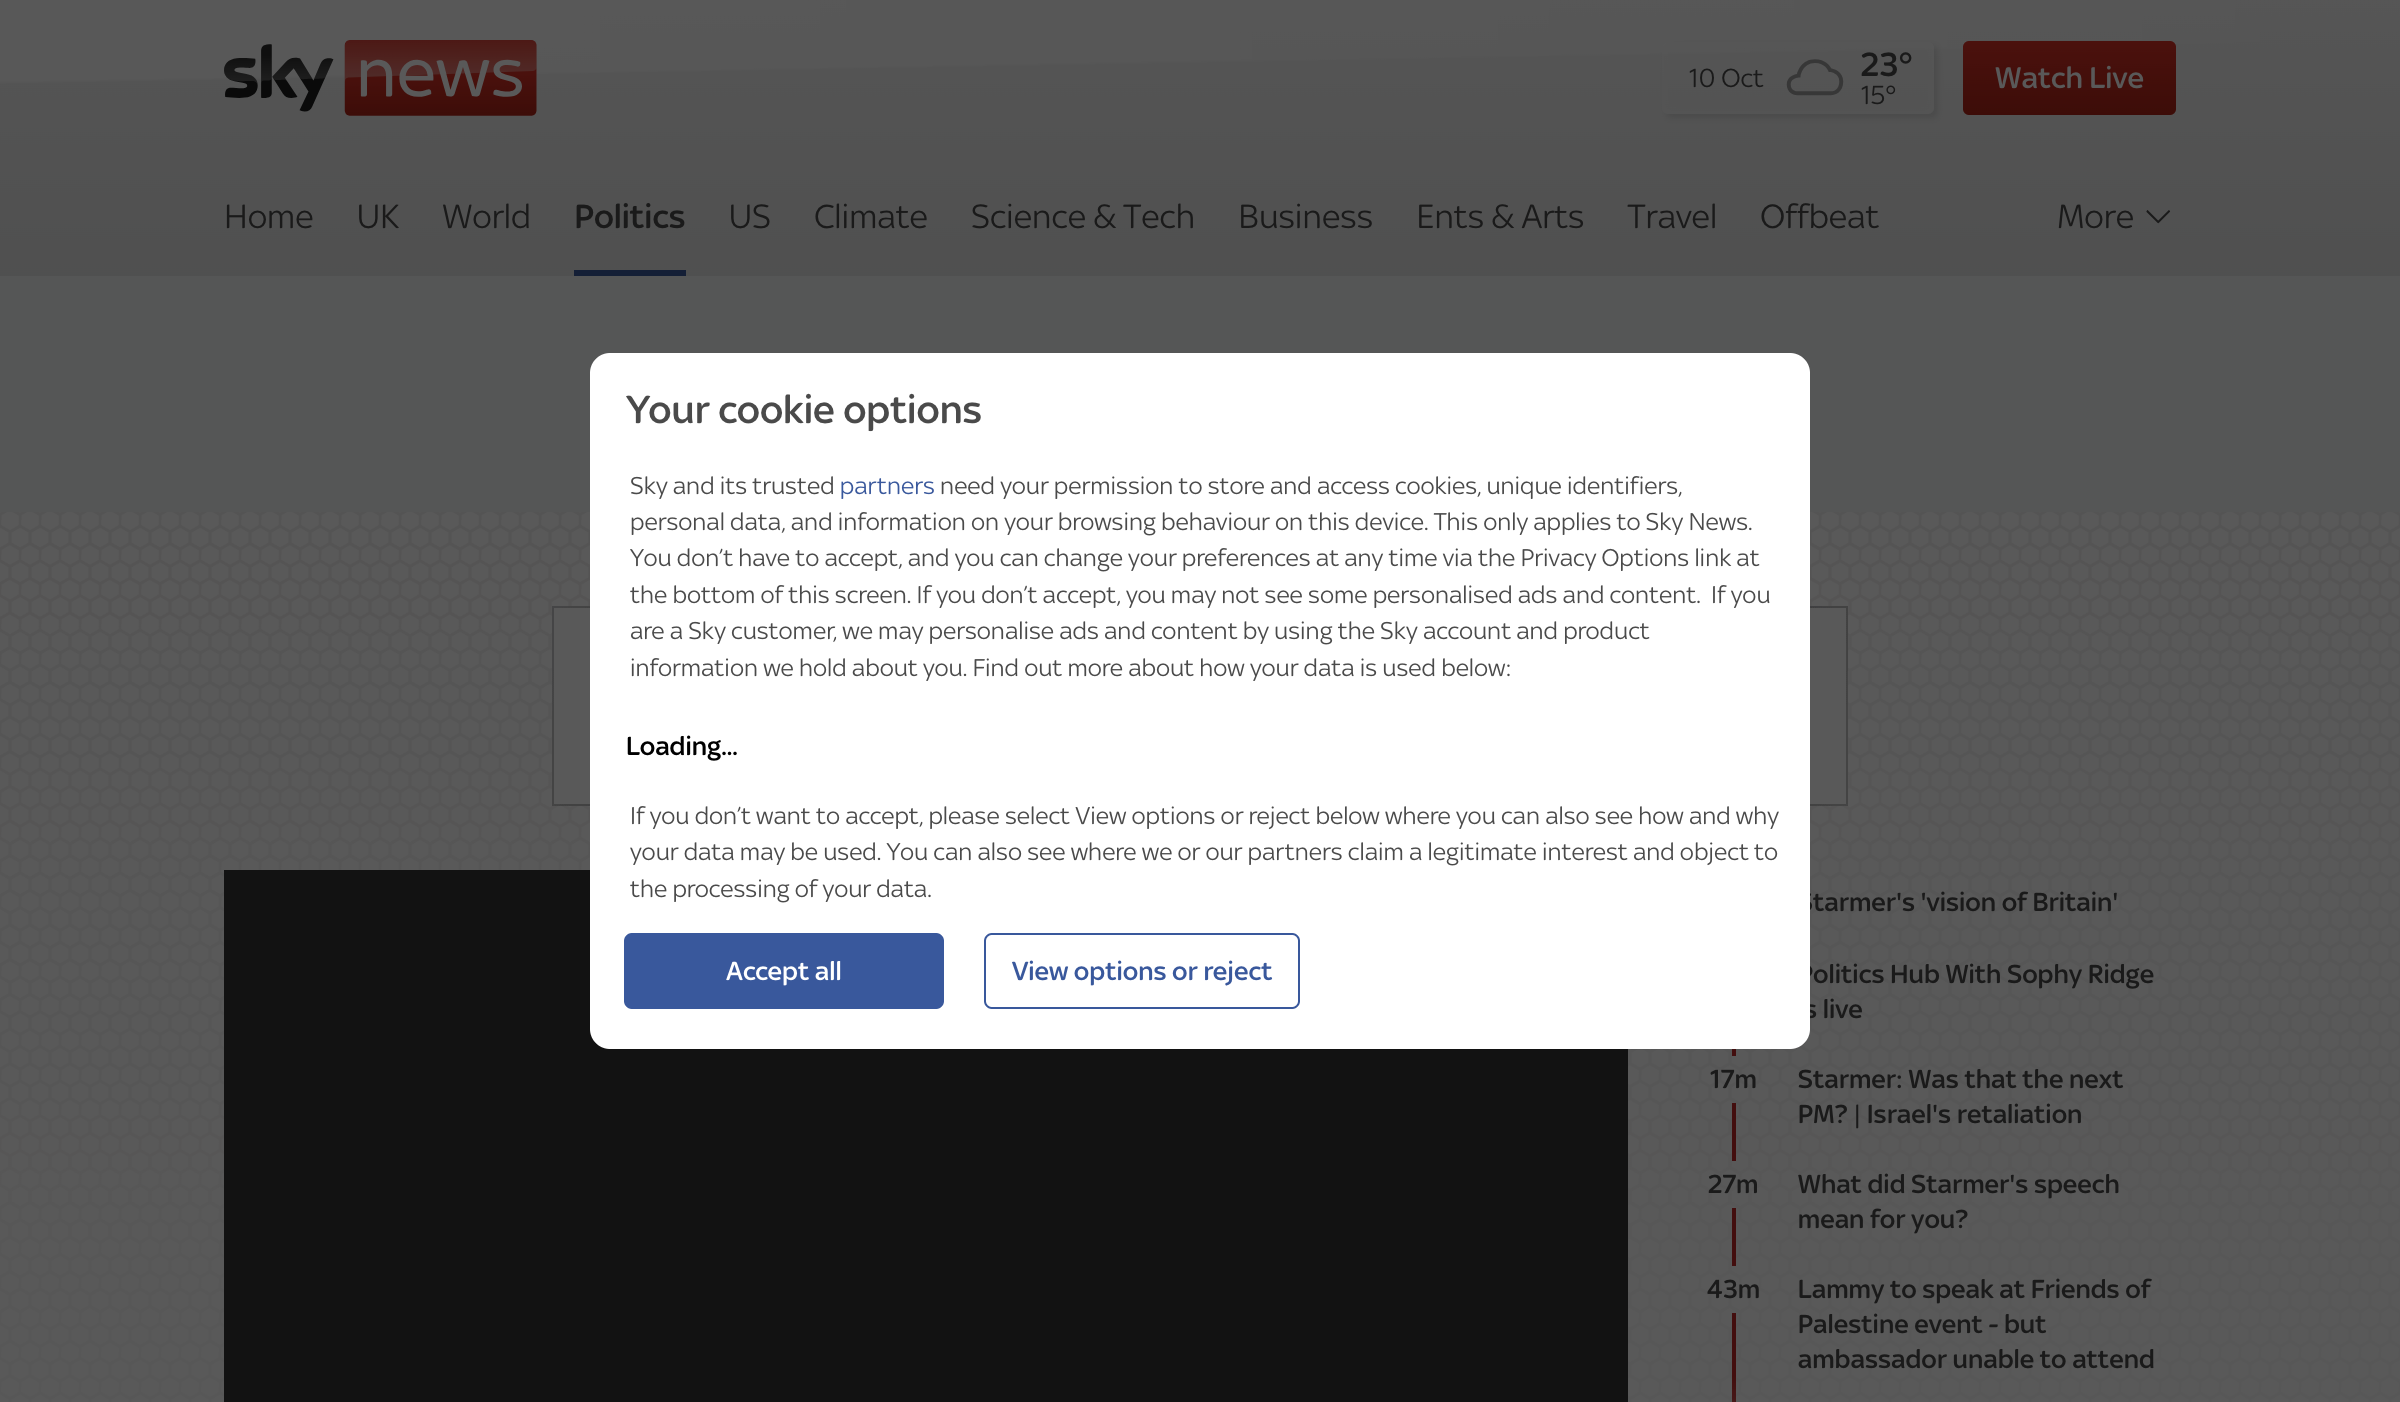 sky news
10 Oct
23°
15°
Watch Live
Home UK World Politics US Climate Science & Tech Business Ents & Arts Travel Offbeat More
Your cookie options
Sky and its trusted partners need your permission to store and access cookies, unique identifiers,
personal data, and information on your browsing behaviour on this device. This only applies to Sky News.
You don’t have to accept, and you can change your preferences at any time via the Privacy Options link at
the bottom of this screen. If you don’t accept, you may not see some personalised ads and content. If you
are a Sky customer, we may personalise ads and content by using the Sky account and product
information we hold about you. Find out more about how your data is used below:
Loading...
If you don’t want to accept, please select View options or reject below where you can also see how and why
your data may be used. You can also see where we or our partners claim a legitimate interest and object to
the processing of your data.
Accept all
View options or reject
Starmer's 'vision of Britain'
Politics Hub With Sophy Ridge
is live
17m
Starmer: Was that the next
PM? | Israel's retaliation
27m
What did Starmer's speech
mean for you?
43m
Lammy to speak at Friends of
Palestine event - but
ambassador unable to attend